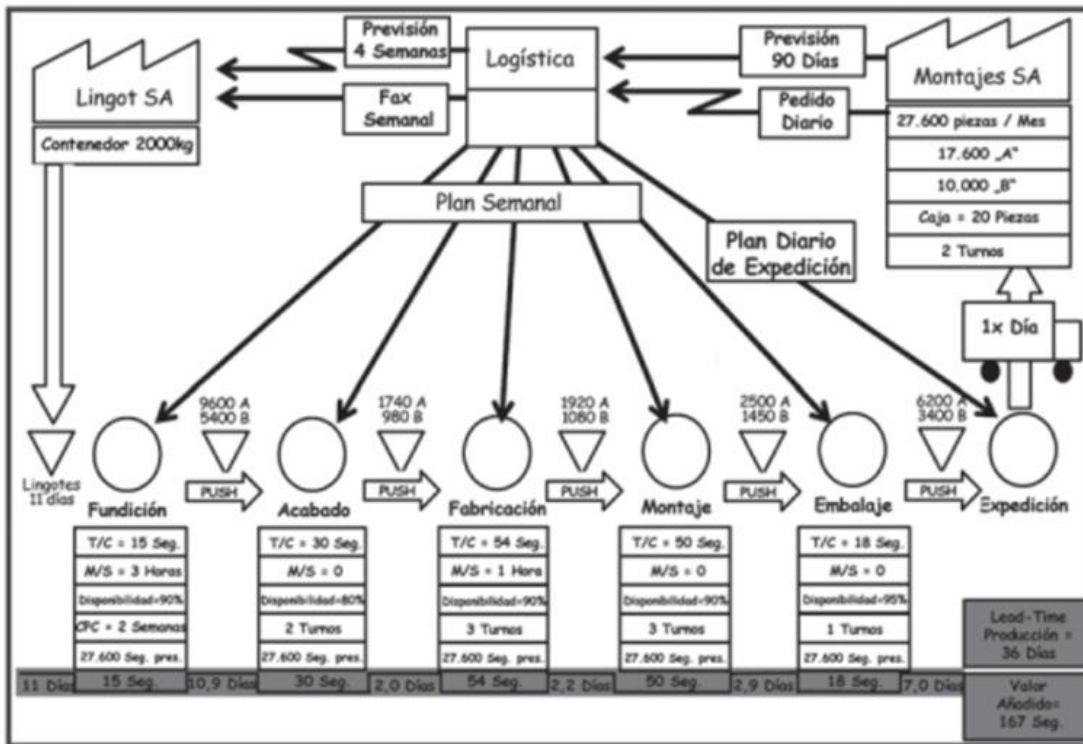 Lingot SA
Contenedor 2000kg
Previsión
4 Semanas
Fax
Semanal
Logística
Previsión
90 Días
Pedido
Diario
Montajes SA
27.600 piezas / Mes
17.600 „A"
10,000 „B"
Caja = 20 Piezas
2 Turnos
Plan Semanal
Plan Diario
de Expedición
1x Día
Lingotes
11 días
9600 A
5400 B
1740 A
980 B
1920 A
1080 B
2500 A
1450 B
6200 A
3400 B
PUSH
PUSH
PUSH
PUSH
PUSH
Fundición
Acabado
Fabricación
Montaje
Embalaje
Expedición
T/C = 15 Seg.
M/S = 3 Horas
Disponibilidad=90%
CPC = 2 Semanas
27.600 Seg. pres.
T/C = 30 Seg.
M/S = 0
Disponibilidad=80%
2 Turnos
27.600 Seg. pres.
T/C = 54 Seg.
M/S = 1 Hora
Disponibilidad=90%
3 Turnos
27.600 Seg. pres.
T/C = 50 Seg.
M/S = 0
Disponibilidad=90%
3 Turnos
27.600 Seg. pres.
T/C = 18 Seg.
M/S = 0
Disponibilidad=95%
1 Turnos
27.600 Seg. pres.
11 Días
15 Seg.
10,9 Días
30 Seg.
2,0 Días
54 Seg.
2,2 Días
50 Seg.
2,9 Días
18 Seg.
7,0 Días
Lead-Time
Producción =
36 Días
Valor
Añadido=
167 Seg.